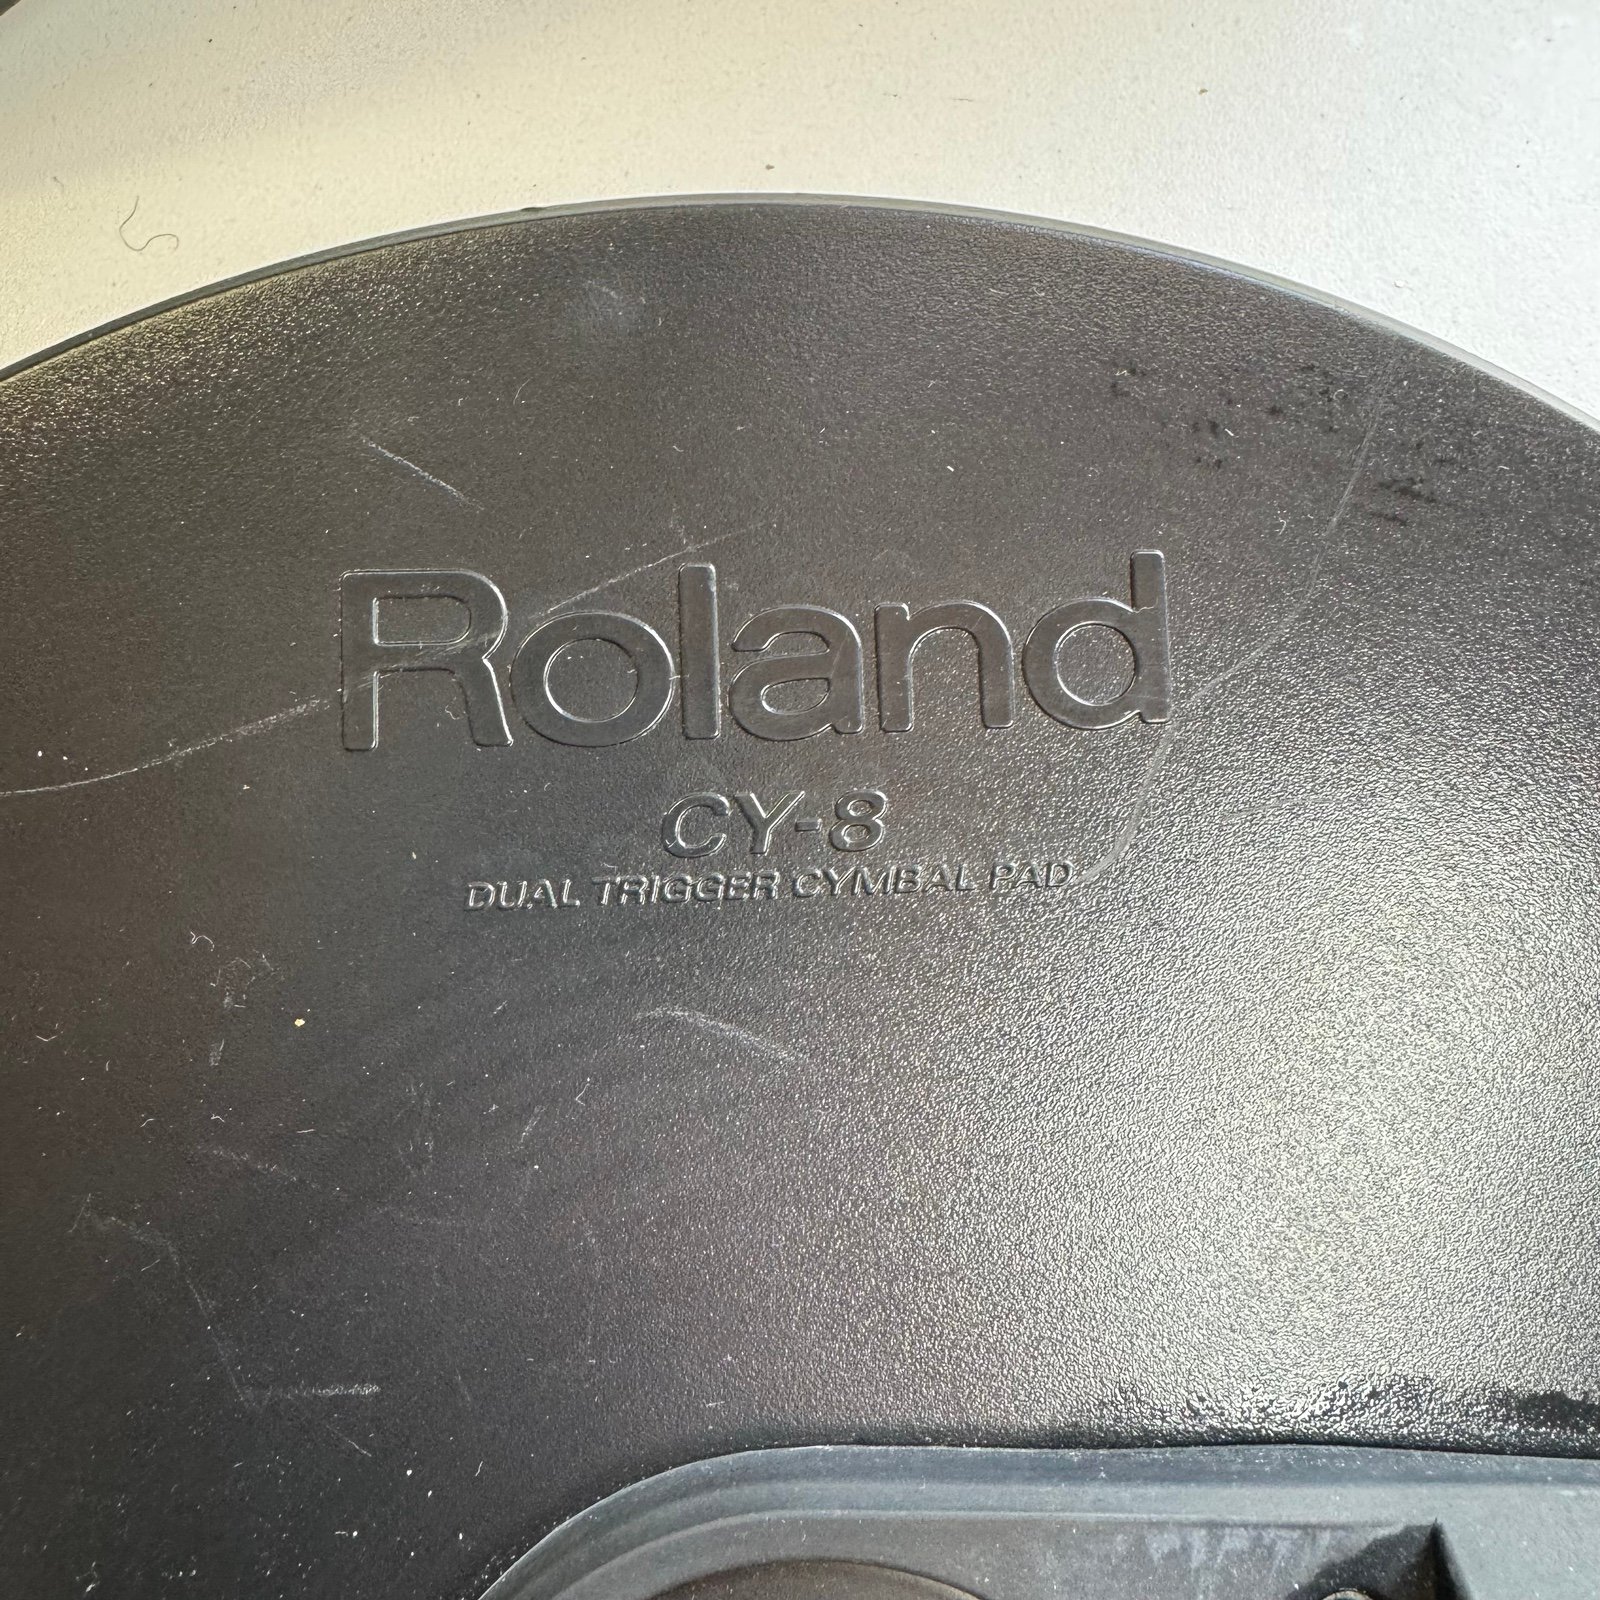 Roland
CY-8
DUAL TRIGGER CYMBAL PAD